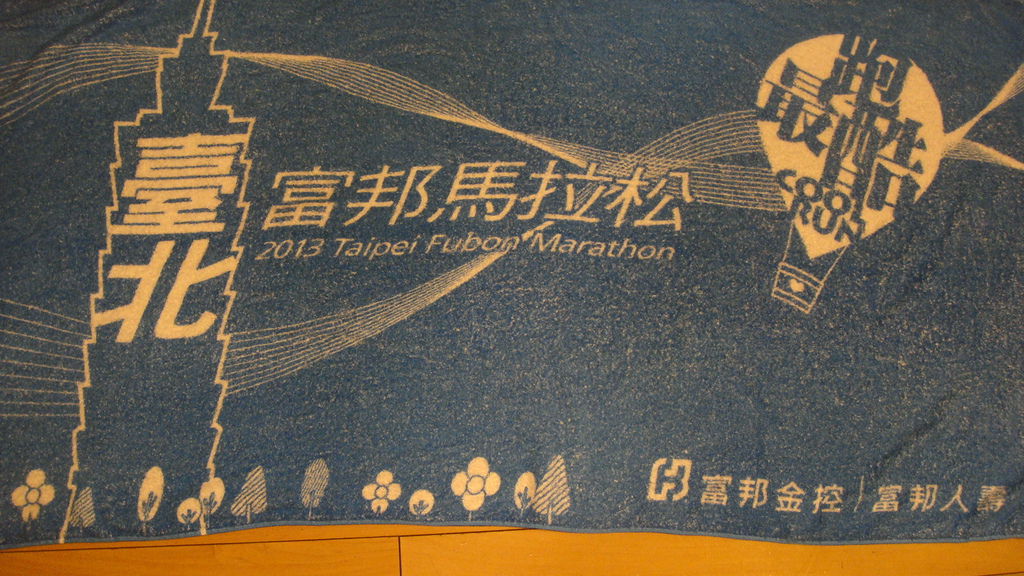 臺北
富邦馬拉松
2013 Taipei Fubon Marathon
跑最酷
COOL RUN
富邦金控/富邦人壽